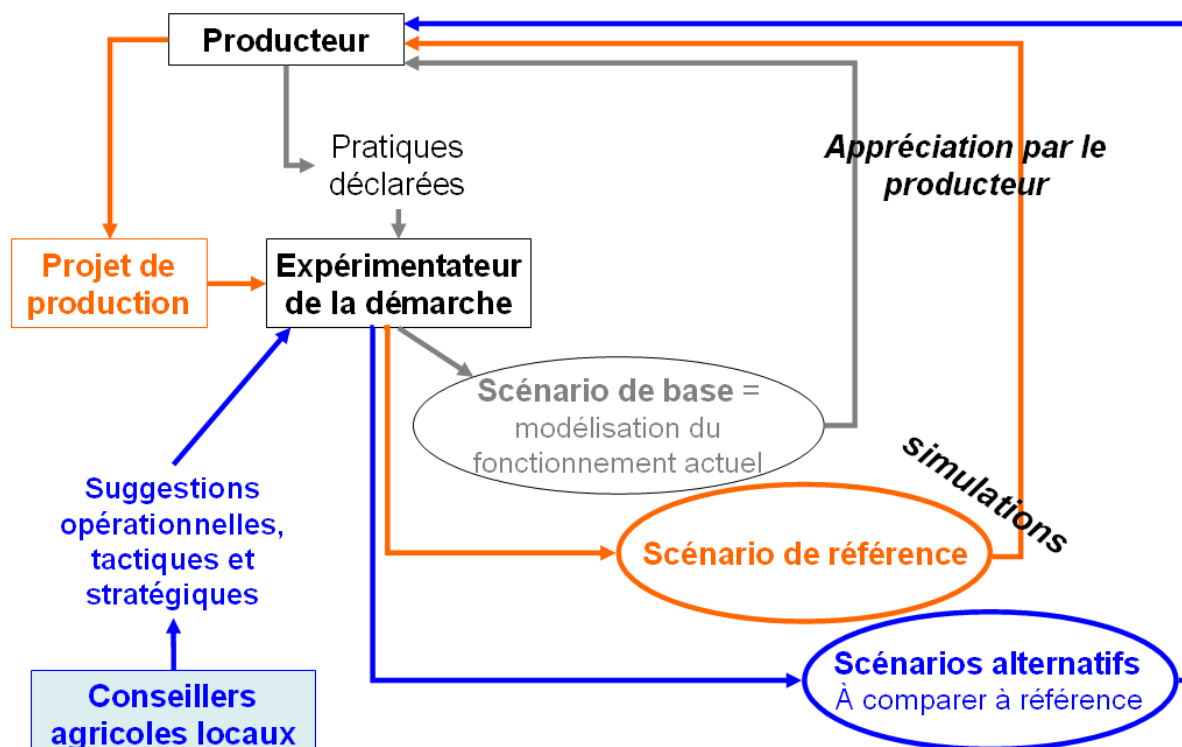 Producteur
Pratiques
déclarées
Appréciation par le
producteur
Projet de
production
Expérimentateur
de la démarche
Scénario de base =
modélisation du
fonctionnement actuel
simulations
Suggestions
opérationnelles,
tactiques et
stratégiques
Scénario de référence
Scénarios alternatifs
À comparer à référence
Conseillers
agricoles locaux